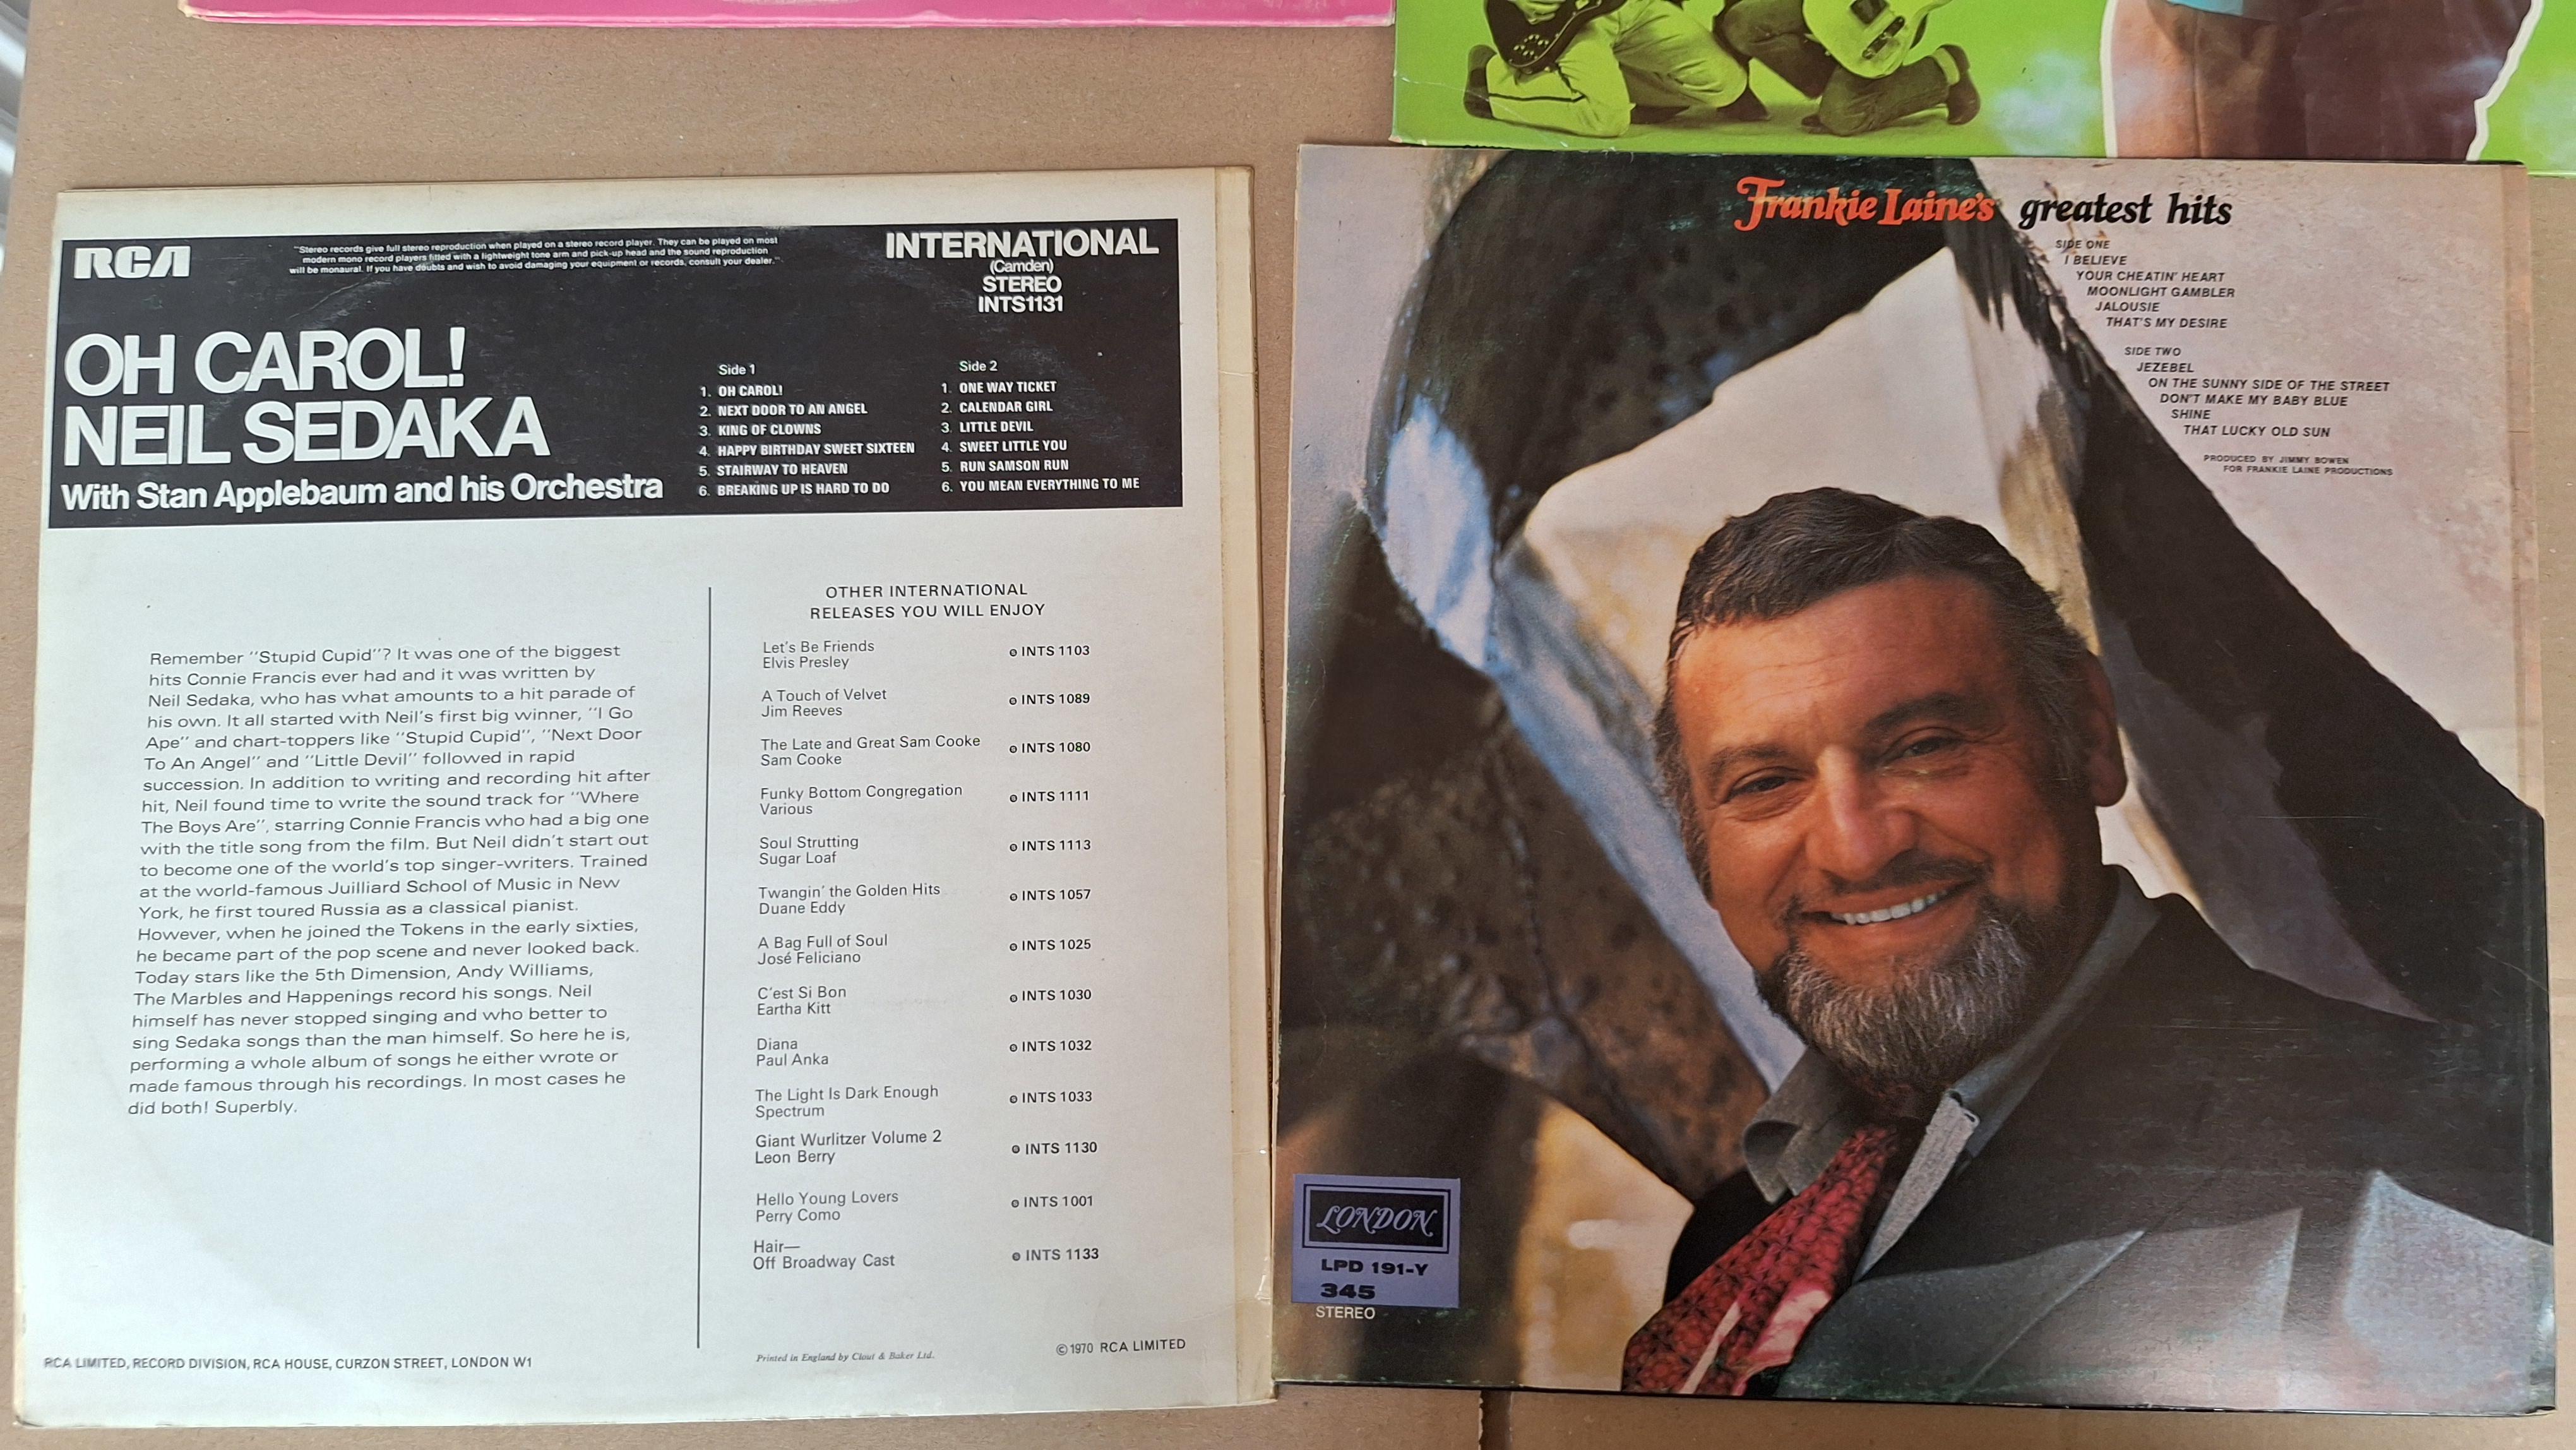 RCA
"Stereo records give full stereo reproduction when played on a stereo record player. They can be played on most
modern mono record players fitted with a lightweight tone arm and pick-up head and the sound reproduction
will be monaural. If you have doubts and wish to avoid damaging your equipment or records, consult your dealer."
INTERNATIONAL
(Camden)
STEREO
INTS1131
OH CAROL!
NEIL SEDAKA
With Stan Applebaum and his Orchestra
Side 1
1. OH CAROL!
2. NEXT DOOR TO AN ANGEL
3. KING OF CLOWNS
4. HAPPY BIRTHDAY SWEET SIXTEEN
5. STAIRWAY TO HEAVEN
6. BREAKING UP IS HARD TO DO
Side 2
1. ONE WAY TICKET
2. CALENDAR GIRL
3. LITTLE DEVIL
4. SWEET LITTLE YOU
5. RUN SAMSON RUN
6. YOU MEAN EVERYTHING TO ME
Remember "Stupid Cupid"? It was one of the biggest
hits Connie Francis ever had and it was written by
Neil Sedaka, who has what amounts to a hit parade of
his own. It all started with Neil's first big winner, "I Go
Ape" and chart-toppers like "Stupid Cupid", "Next Door
To An Angel" and "Little Devil" followed in rapid
succession. In addition to writing and recording hit after
hit, Neil found time to write the sound track for "Where
The Boys Are", starring Connie Francis who had a big one
with the title song from the film. But Neil didn't start out
to become one of the world's top singer-writers. Trained
at the world-famous Juilliard School of Music in New
York, he first toured Russia as a classical pianist.
However, when he joined the Tokens in the early sixties,
he became part of the pop scene and never looked back.
Today stars like the 5th Dimension, Andy Williams,
The Marbles and Happenings record his songs. Neil
himself has never stopped singing and who better to
sing Sedaka songs than the man himself. So here he is,
performing a whole album of songs he either wrote or
made famous through his recordings. In most cases he
did both! Superbly.
OTHER INTERNATIONAL
RELEASES YOU WILL ENJOY
Let's Be Friends
Elvis Presley
INTS 1103
A Touch of Velvet
Jim Reeves
INTS 1089
The Late and Great Sam Cooke
Sam Cooke
INTS 1080
Funky Bottom Congregation
Various
INTS 1111
Soul Strutting
Sugar Loaf
INTS 1113
Twangin' the Golden Hits
Duane Eddy
INTS 1057
A Bag Full of Soul
José Feliciano
INTS 1025
C'est Si Bon
Eartha Kitt
INTS 1030
Diana
Paul Anka
INTS 1032
The Light Is Dark Enough
Spectrum
INTS 1033
Giant Wurlitzer Volume 2
Leon Berry
INTS 1130
Hello Young Lovers
Perry Como
INTS 1001
Hair—
Off Broadway Cast
INTS 1133
RCA LIMITED, RECORD DIVISION, RCA HOUSE, CURZON STREET, LONDON W1
Printed in England by Clout & Baker Ltd.
©1970 RCA LIMITED
Frankie Laine's greatest hits
SIDE ONE
I BELIEVE
YOUR CHEATIN' HEART
MOONLIGHT GAMBLER
JALOUSIE
THAT'S MY DESIRE
SIDE TWO
JEZEBEL
ON THE SUNNY SIDE OF THE STREET
DON'T MAKE MY BABY BLUE
SHINE
THAT LUCKY OLD SUN
PRODUCED BY JIMMY BOWEN
FOR FRANKIE LAINE PRODUCTIONS
LONDON
LPD 191-Y
345
STEREO